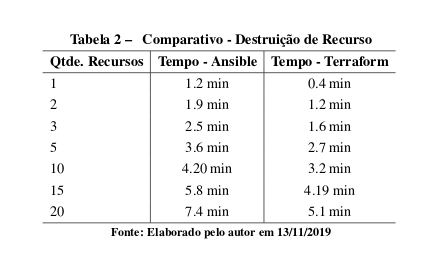 Tabela 2 – Comparativo - Destruição de Recurso
Qtde. Recursos Tempo - Ansible Tempo - Terraform
1 1.2 min 0.4 min
2 1.9 min 1.2 min
3 2.5 min 1.6 min
5 3.6 min 2.7 min
10 4.20 min 3.2 min
15 5.8 min 4.19 min
20 7.4 min 5.1 min
Fonte: Elaborado pelo autor em 13/11/2019